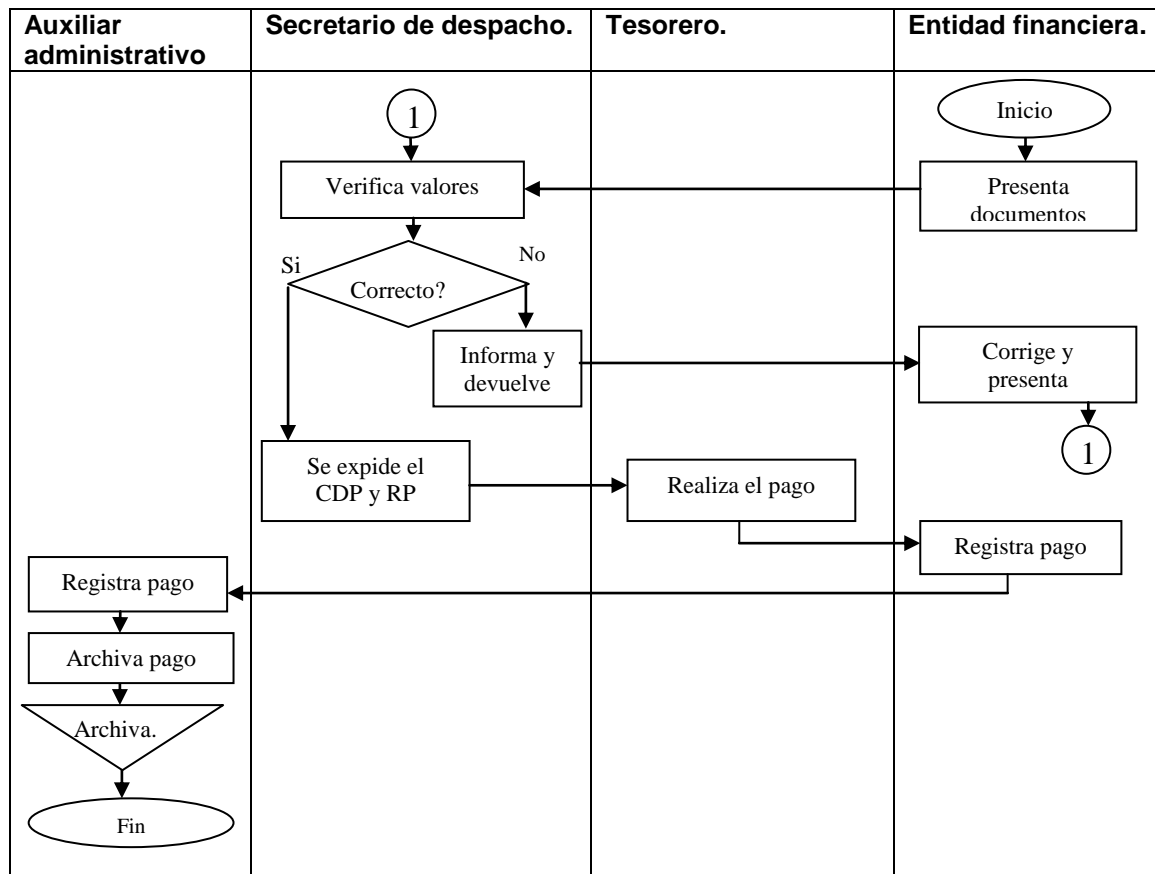 Auxiliar
administrativo
Secretario de despacho.
Tesorero.
Entidad financiera.
1
Inicio
Verifica valores
Presenta
documentos
Si
No
Correcto?
Informa y
devuelve
Corrige y
presenta
1
Se expide el
CDP y RP
Realiza el pago
Registra pago
Registra pago
Archiva pago
Archiva.
Fin